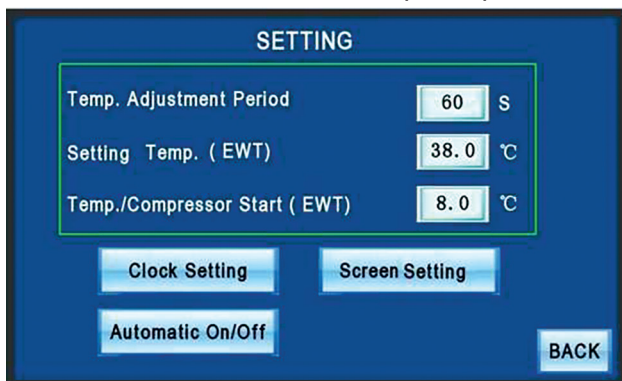 SETTING
Temp. Adjustment Period 60 S
Setting Temp. ( EWT) 38.0 ℃
Temp./Compressor Start ( EWT) 8.0 ℃
Clock Setting Screen Setting
Automatic On/Off
BACK